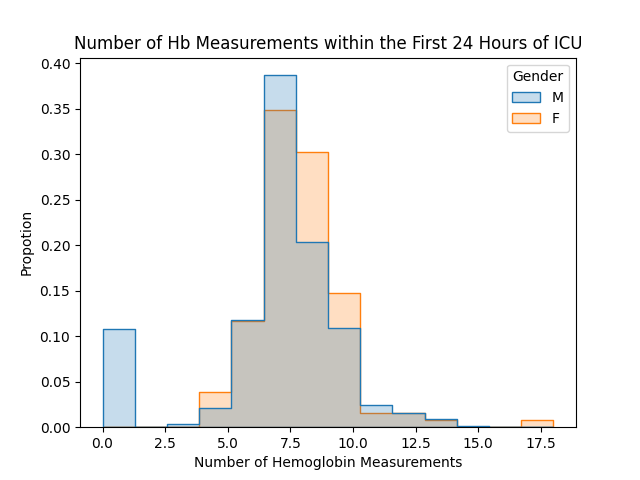 Number of Hb Measurements within the First 24 Hours of ICU
Gender
M
F
Propotion
0.40
0.35
0.30
0.25
0.20
0.15
0.10
0.05
0.00
0.0 2.5 5.0 7.5 10.0 12.5 15.0 17.5
Number of Hemoglobin Measurements